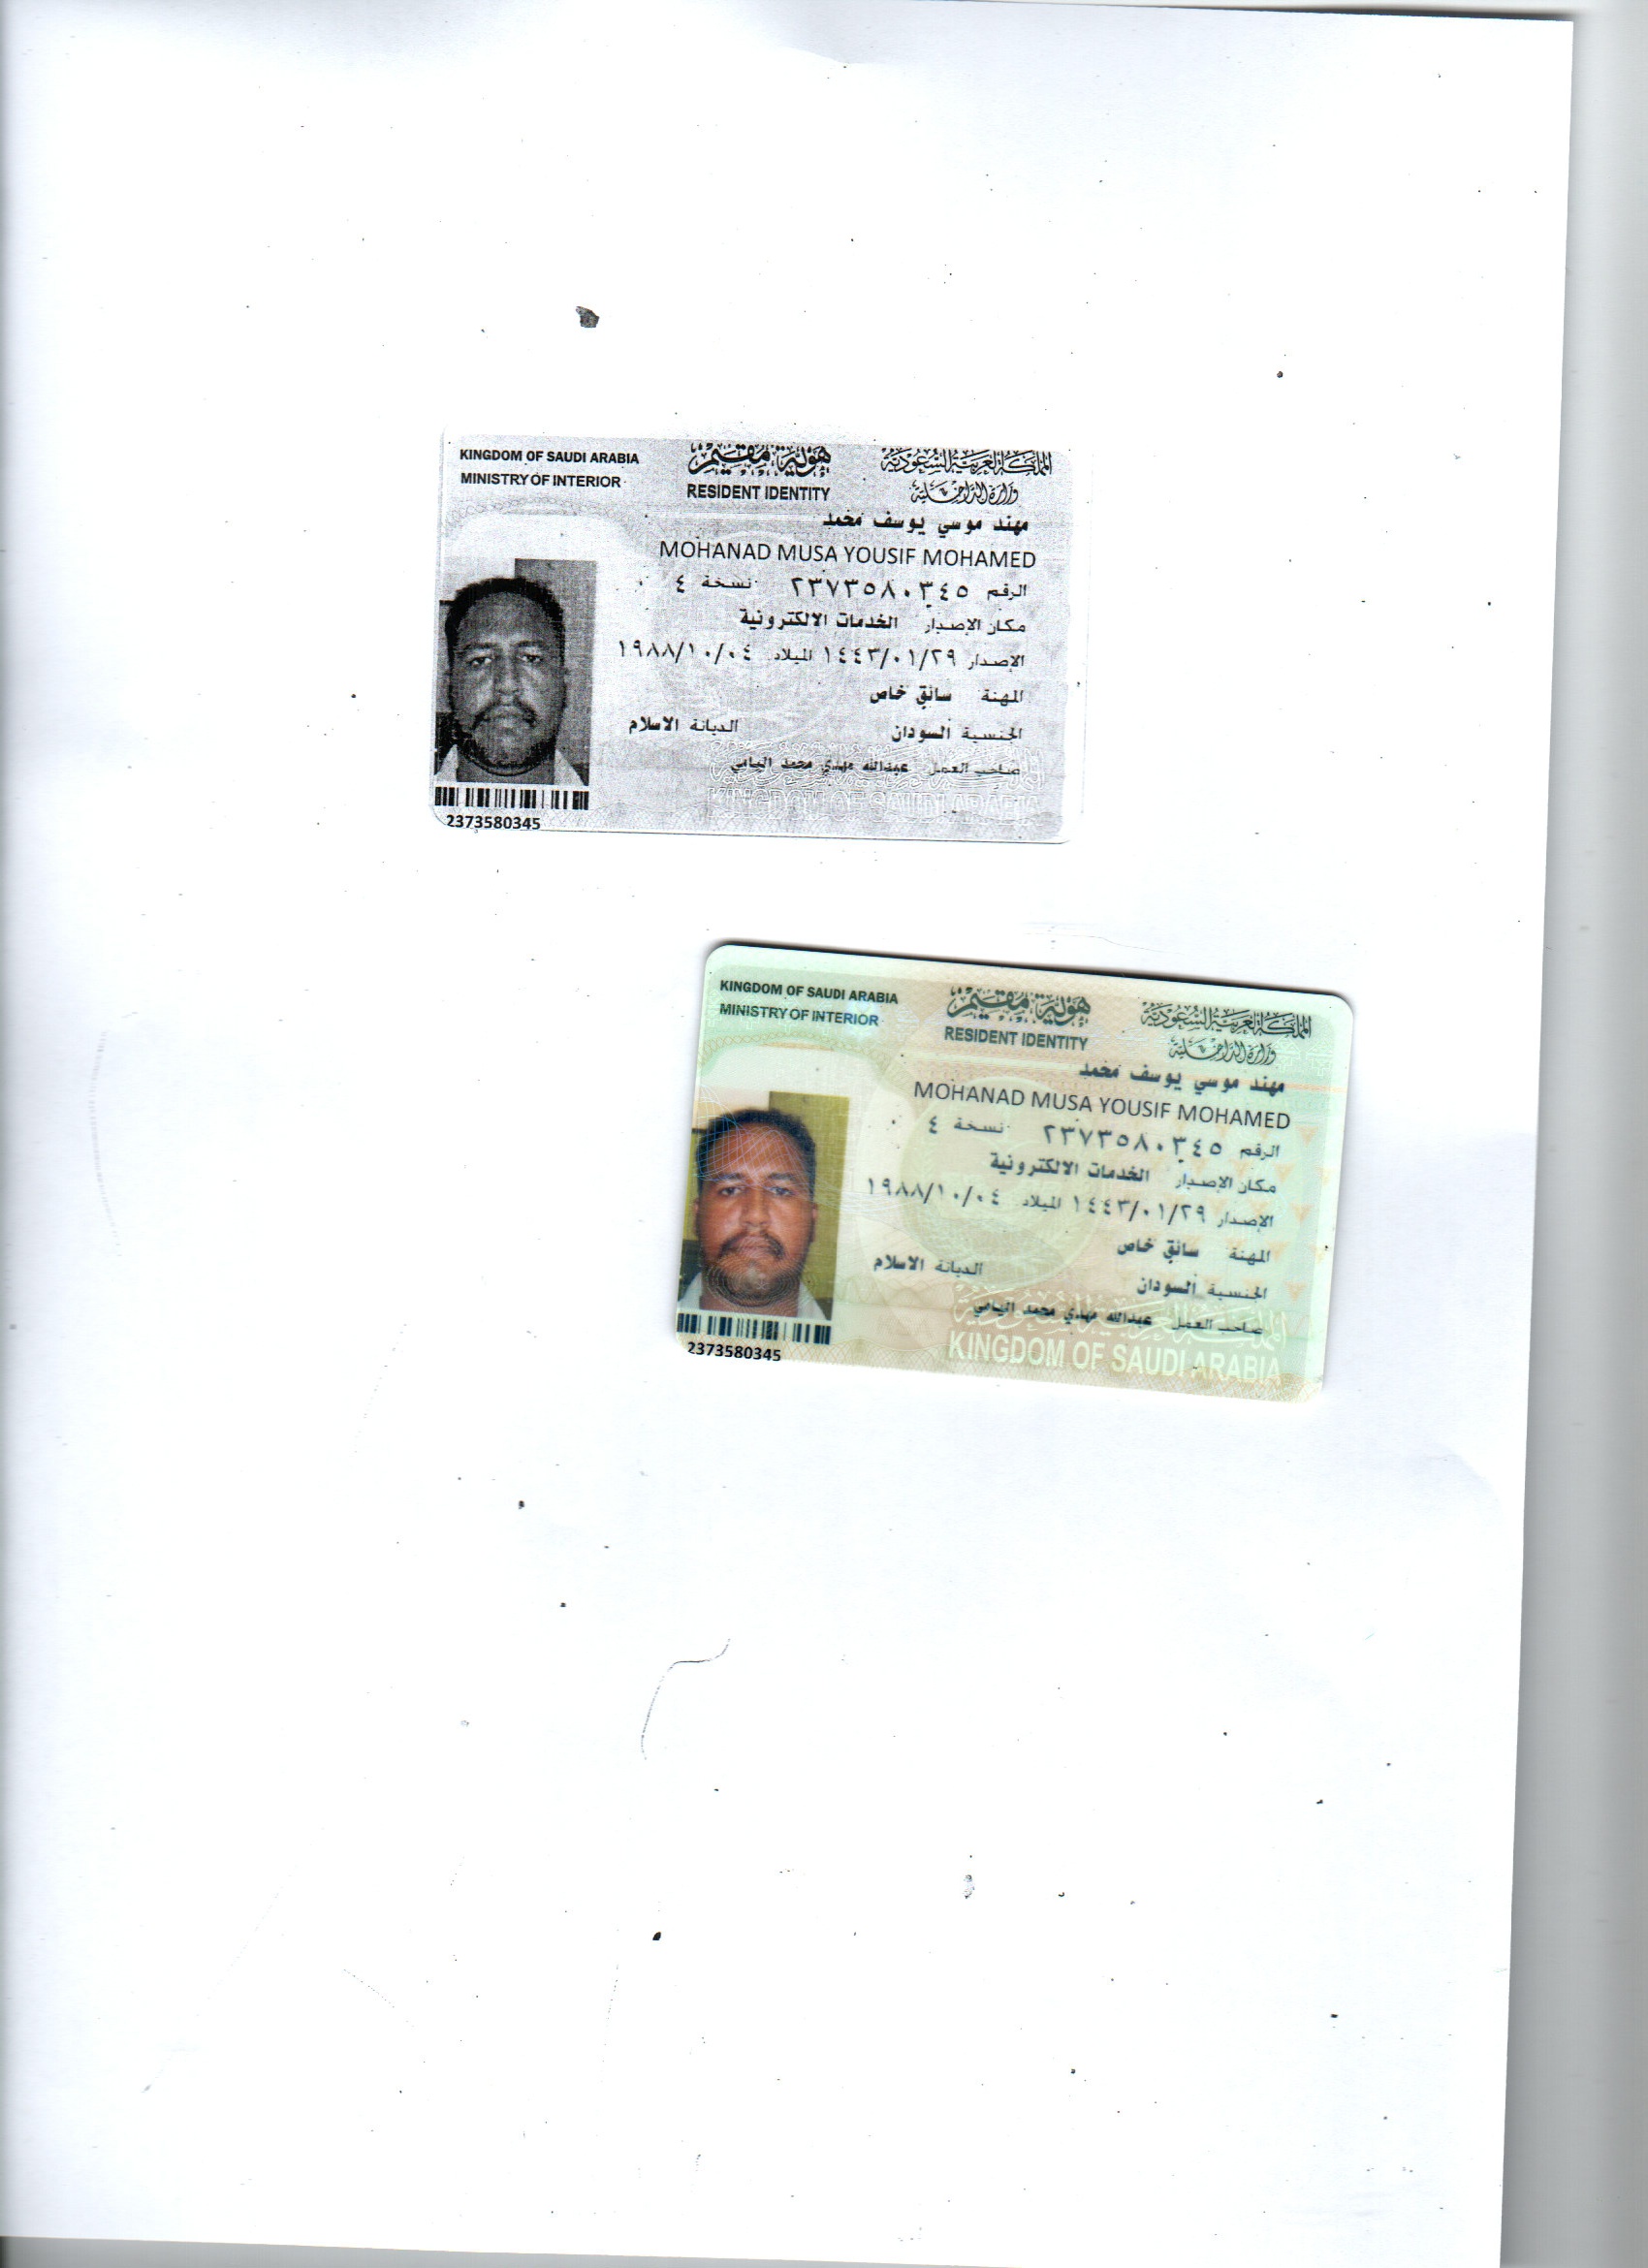 KINGDOM OF SAUDI ARABIA
MINISTRY OF INTERIOR
هوية مقيم
RESIDENT IDENTITY
المملكة العربية السعودية
وزارة الداخلية
مهند موسي يوسف محمد
MOHANAD MUSA YOUSIF MOHAMED
الرقم ٢٣٧٣٥٨٠٣٤٥ نسخة ٤
مكان الإصدار الخدمات الالكترونية
الإصدار ١٤٤٣/٠١/٢٩ الميلاد ١٩٨٨/١٠/٠٤
المهنة سائق خاص
الجنسية السودان الديانة الاسلام
صاحب العمل عبدالله مهدي محمد اليامي
KINGDOM OF SAUDI ARABIA
2373580345
KINGDOM OF SAUDI ARABIA
MINISTRY OF INTERIOR
هوية مقيم
RESIDENT IDENTITY
المملكة العربية السعودية
وزارة الداخلية
مهند موسي يوسف محمد
MOHANAD MUSA YOUSIF MOHAMED
الرقم ٢٣٧٣٥٨٠٣٤٥ نسخة ٤
مكان الإصدار الخدمات الالكترونية
الإصدار ١٤٤٣/٠١/٢٩ الميلاد ١٩٨٨/١٠/٠٤
المهنة سائق خاص
الجنسية السودان الديانة الاسلام
صاحب العمل عبدالله مهدي محمد اليامي
المملكة العربية السعودية
KINGDOM OF SAUDI ARABIA
2373580345